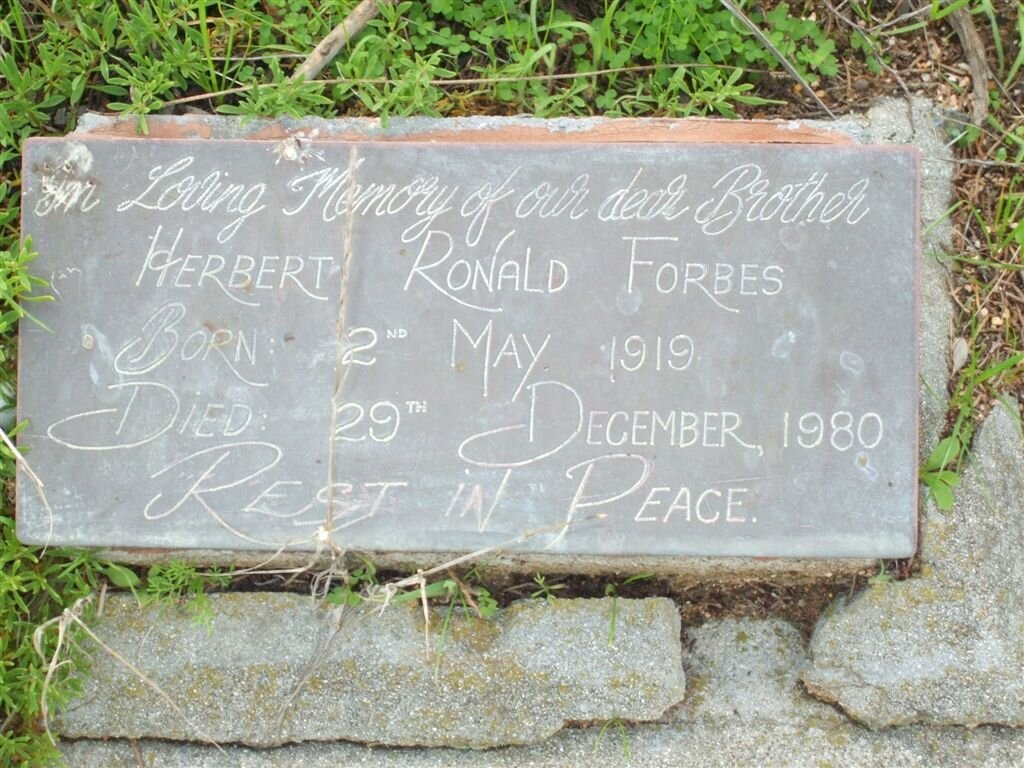 In Loving Memory of our dear Brother
HERBERT RONALD FORBES
BORN: 2ND MAY 1919
DIED: 29TH DECEMBER, 1980
REST IN PEACE.